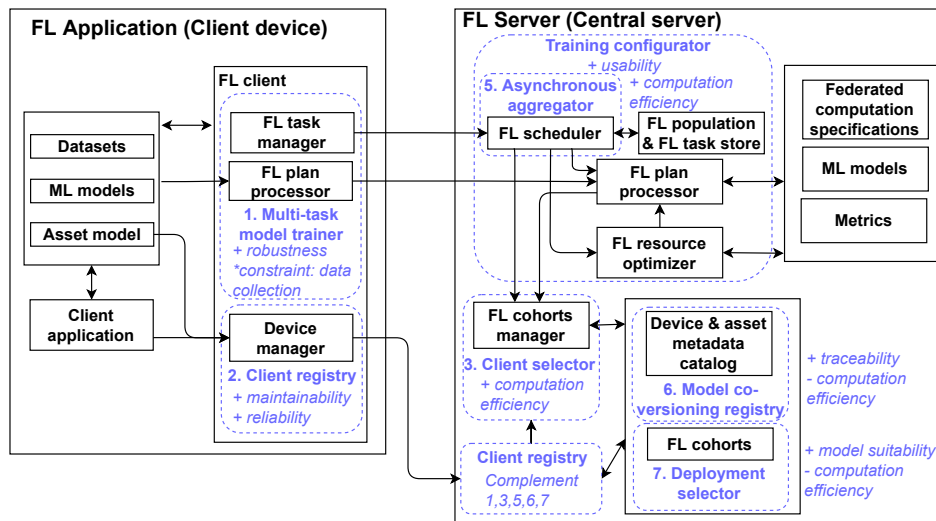 FL Application (Client device)
FL client
FL task
manager
Datasets
FL plan
processor
ML models
1. Multi-task
model trainer
+ robustness
*constraint: data
collection
Asset model
Client
application
Device
manager
2. Client registry
+ maintainability
+ reliability
FL Server (Central server)
Training configurator
+ usability
+ computation
efficiency
5. Asynchronous
aggregator
FL scheduler
FL population
& FL task store
FL plan
processor
FL resource
optimizer
Federated
computation
specifications
ML models
Metrics
FL cohorts
manager
3. Client selector
+ computation
efficiency
Device & asset
metadata
catalog
6. Model co-
versioning registry
+ traceability
- computation
efficiency
Client registry
Complement
1,3,5,6,7
FL cohorts
7. Deployment
selector
+ model suitability
- computation
efficiency